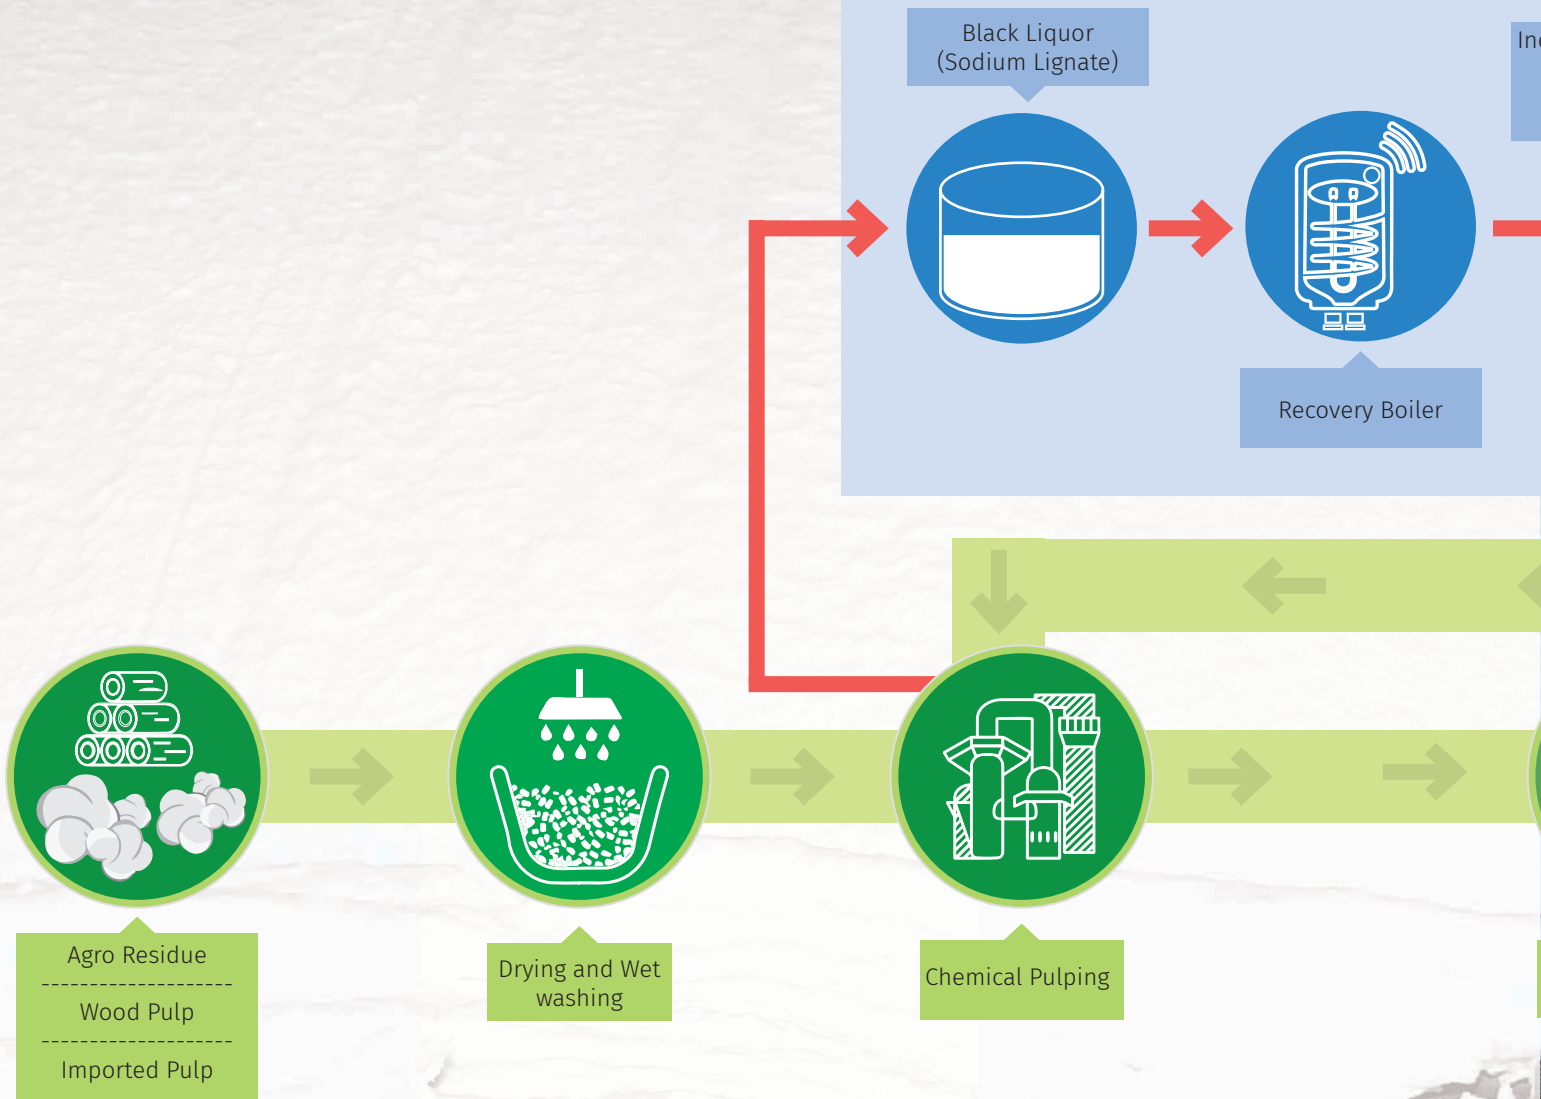 Black Liquor
(Sodium Lignate)
Recovery Boiler
Agro Residue
Wood Pulp
Imported Pulp
Drying and Wet
washing
Chemical Pulping